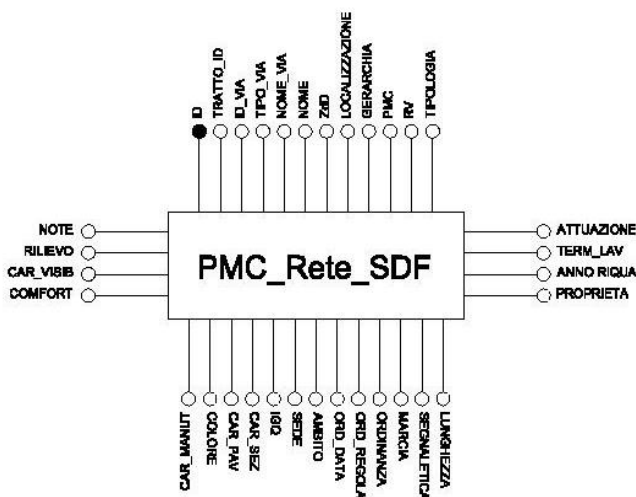 ID
TRATTO_ID
ID_VIA
TIPO_VIA
NOME_VIA
NOME
ZdD
LOCALIZZAZIONE
GERARCHIA
PMC
RV
TIPOLOGIA
NOTE
RILIEVO
CAR_VISIB
COMFORT
PMC_Rete_SDF
ATTUAZIONE
TERM_LAV
ANNO RIQUA
PROPRIETA
CAR_MANUT
COLORE
CAR_PAV
CAR_SEZ
IGQ
SEDE
AMBITO
ORD_DATA
ORD_REGOLA
ORDINANZA
MARCIA
SEGNALETICA
LUNGHEZZA